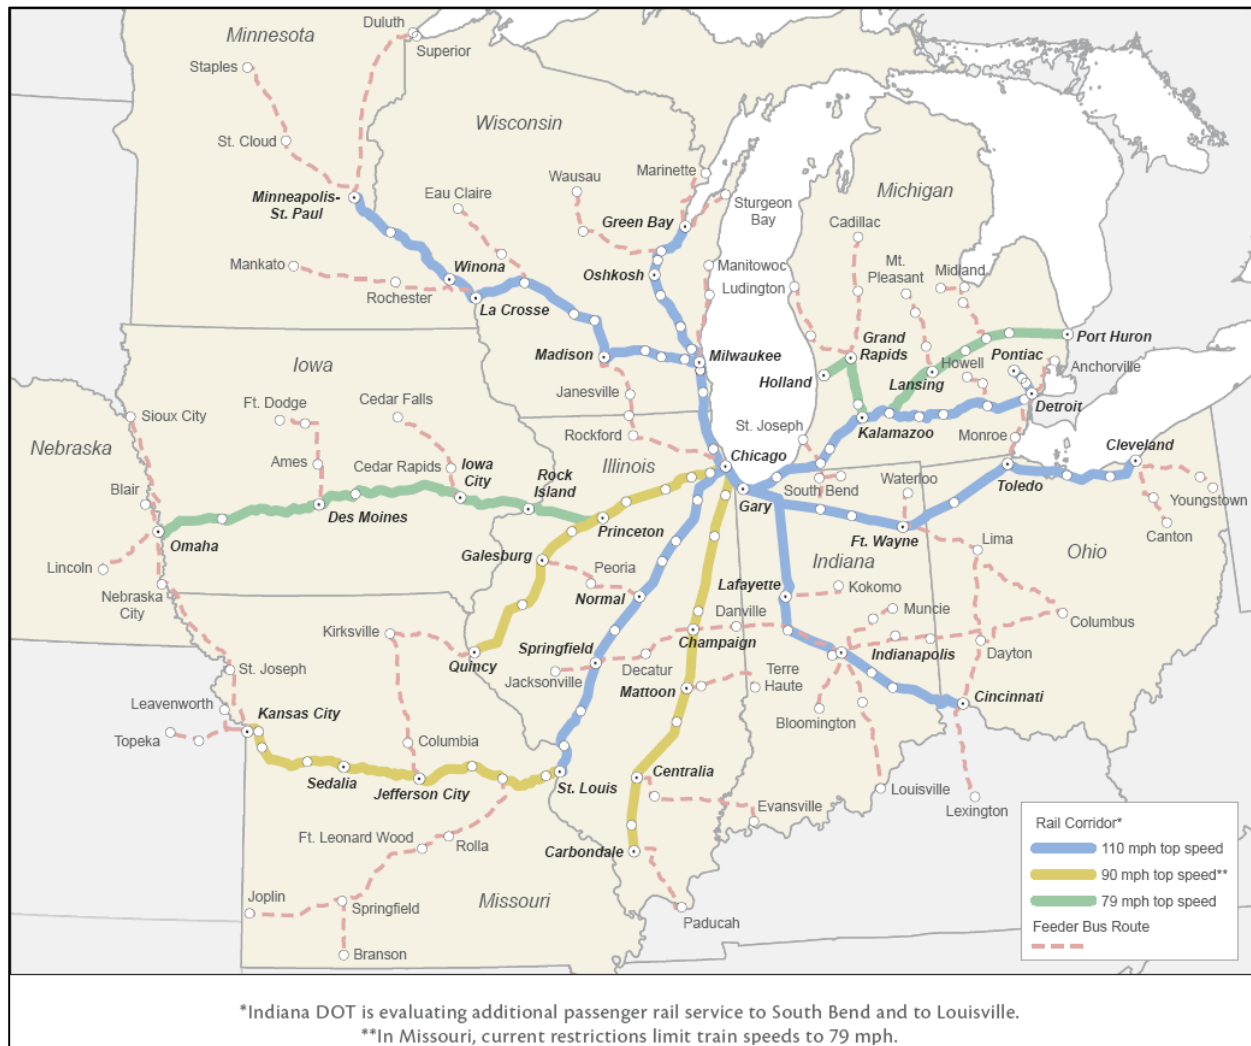 Duluth
Minnesota
Superior
Staples
Wisconsin
St. Cloud
Marinette
Wausau
Michigan
Minneapolis-
St. Paul
Eau Claire
Sturgeon
Bay
Green Bay
Cadillac
Mankato
Winona
Oshkosh
Manitowoc
Mt.
Pleasant
Midland
Ludington
Rochester
La Crosse
Port Huron
Grand
Rapids
Madison
Milwaukee
Pontiac
Iowa
Howell
Anchorville
Holland
Lansing
Janesville
Sioux City
Ft. Dodge
Cedar Falls
Detroit
St. Joseph
Kalamazoo
Monroe
Rockford
Nebraska
Chicago
Cleveland
Ames
Cedar Rapids
Iowa
City
Illinois
Rock
Island
South Bend
Waterloo
Toledo
Blair
Gary
Youngstown
Des Moines
Princeton
Omaha
Ft. Wayne
Canton
Galesburg
Lima
Ohio
Lincoln
Peoria
Indiana
Nebraska
City
Normal
Lafayette
Kokomo
Danville
Muncie
Kirksville
Columbus
Springfield
Champaign
Indianapolis
Dayton
Quincy
St. Joseph
Decatur
Terre
Haute
Jacksonville
Mattoon
Leavenworth
Kansas City
Cincinnati
Bloomington
Topeka
Columbia
Sedalia
Jefferson City
St. Louis
Centralia
Louisville
Evansville
Lexington
Ft. Leonard Wood
Rolla
Carbondale
Joplin
Springfield
Missouri
Paducah
Branson
Rail Corridor*
110 mph top speed
90 mph top speed**
79 mph top speed
Feeder Bus Route
*Indiana DOT is evaluating additional passenger rail service to South Bend and to Louisville.
**In Missouri, current restrictions limit train speeds to 79 mph.